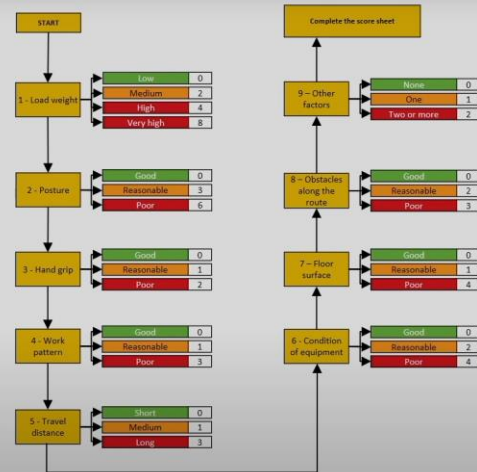 START
1 - Load weight
Low 0
Medium 2
High 4
Very high 8
2 - Posture
Good 0
Reasonable 3
Poor 6
3 - Hand grip
Good 0
Reasonable 1
Poor 2
4 - Work
pattern
Good 0
Reasonable 1
Poor 3
5 - Travel
distance
Short 0
Medium 1
Long 3
6 - Condition
of equipment
Good 0
Reasonable 2
Poor 4
7 – Floor
surface
Good 0
Reasonable 1
Poor 4
8 – Obstacles
along the
route
Good 0
Reasonable 2
Poor 3
9 – Other
factors
None 0
One 1
Two or more 2
Complete the score sheet